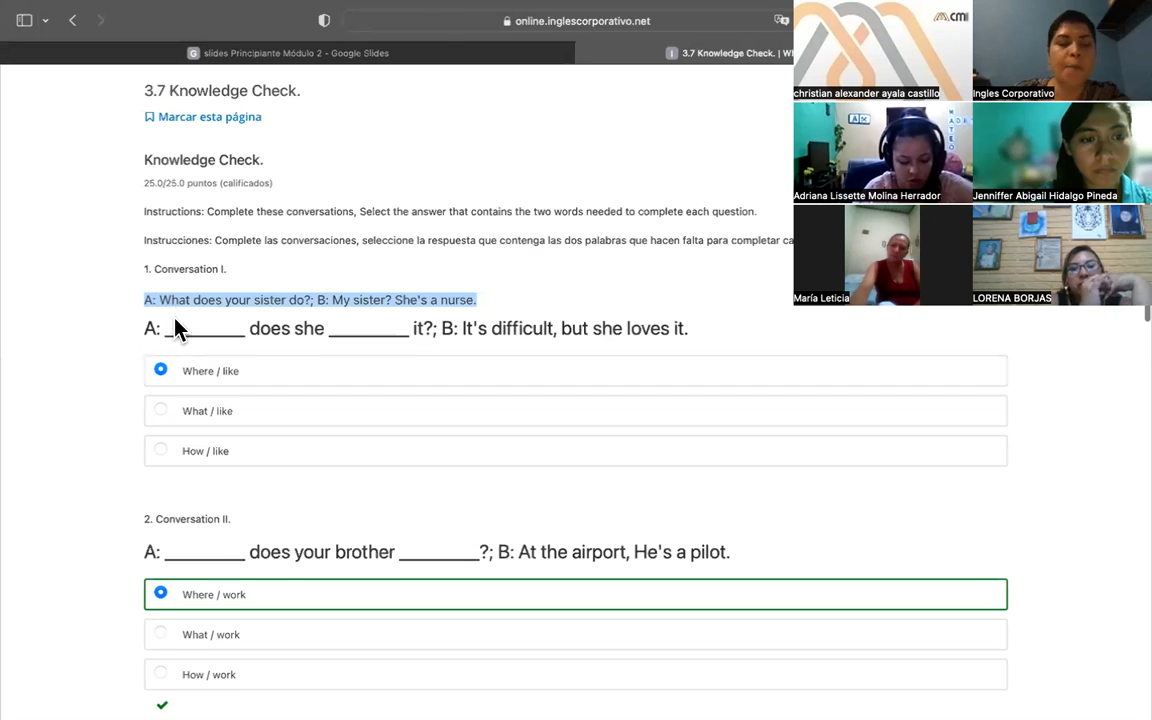 online.inglescorporativo.net
slides Principiante Módulo 2 - Google Slides
3.7 Knowledge Check. | W
3.7 Knowledge Check.
Marcar esta página
Knowledge Check.
25.0/25.0 puntos (calificados)
Instructions: Complete these conversations, Select the answer that contains the two words needed to complete each question.
Instrucciones: Complete las conversaciones, seleccione la respuesta que contenga las dos palabras que hacen falta para completar ca
1. Conversation I.
A: What does your sister do?; B: My sister? She's a nurse.
A: _________ does she _________ it?; B: It's difficult, but she loves it.
Where / like
What / like
How / like
2. Conversation II.
A: _________ does your brother _________?; B: At the airport, He's a pilot.
Where / work
What / work
How / work
CMI
christian alexander ayala castillo
Ingles Corporativo
Adriana Lissette Molina Herrador
Jenniffer Abigail Hidalgo Pineda
María Leticia
LORENA BORJAS